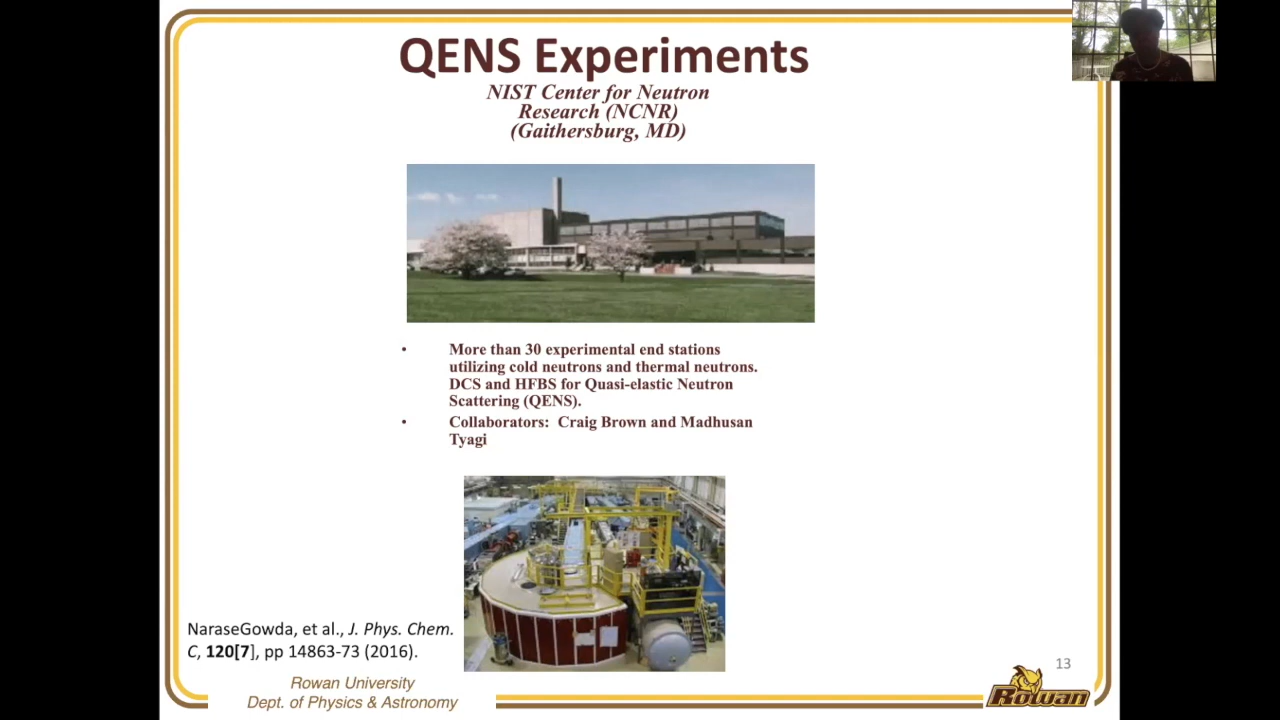 QENS Experiments
NIST Center for Neutron
Research (NCNR)
(Gaithersburg, MD)
• More than 30 experimental end stations
utilizing cold neutrons and thermal neutrons.
DCS and HFBS for Quasi-elastic Neutron
Scattering (QENS).
• Collaborators:  Craig Brown and Madhusan
Tyagi
NaraseGowda, et al., J. Phys. Chem.
C, 120[7], pp 14863-73 (2016).
Rowan University
Dept. of Physics & Astronomy
13
Rowan